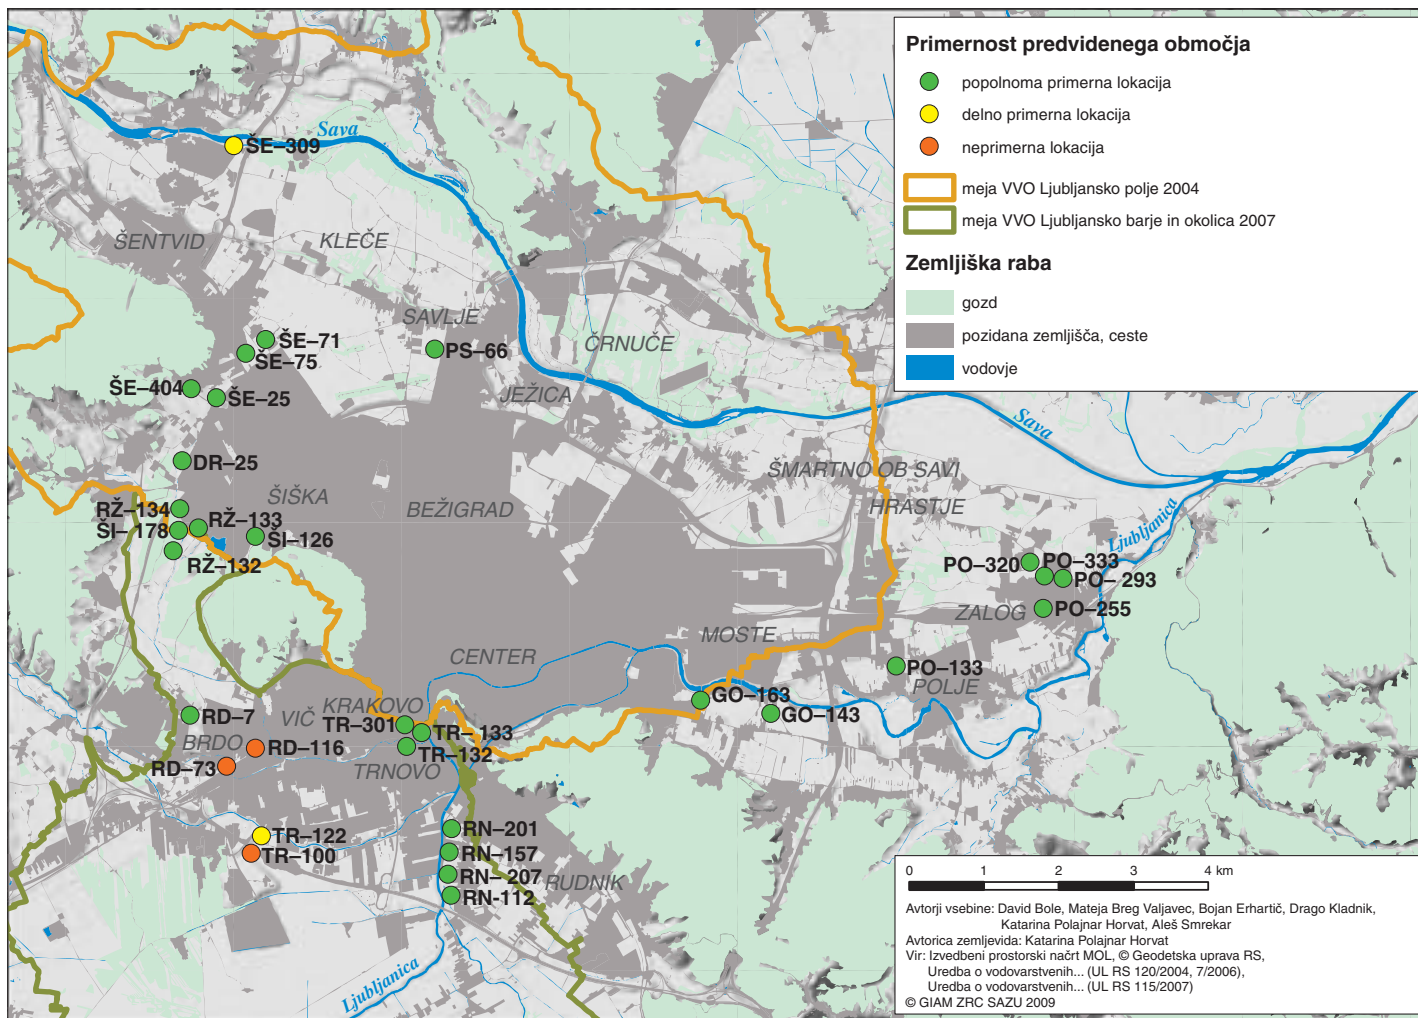 Primernost predvidenega območja
popolnoma primerna lokacija
delno primerna lokacija
neprimerna lokacija
meja VVO Ljubljansko polje 2004
meja VVO Ljubljansko barje in okolica 2007
Zemljiška raba
gozd
pozidana zemljišča, ceste
vodovje
Sava
ŠE–309
ŠENTVID
KLEČE
SAVLJE
ŠE–71
ŠE–75
PS–66
ČRNUČE
ŠE–404
ŠE–25
JEŽICA
Sava
DR–25
ŠMARTNO OB SAVI
ŠIŠKA
BEŽIGRAD
HRASTJE
RŽ–134
RŽ–133
ŠI–178
ŠI–126
RŽ–132
Ljubljanica
PO–320
PO–333
PO–293
ZALOG
PO–255
MOSTE
CENTER
PO–133
POLJE
GO–163
GO–143
KRAKOVO
VIČ
RD–7
TR–301
TR–133
BRDO
RD–116
TR–132
RD–73
TRNOVO
TR–122
TR–100
RN–201
RN–157
RN–207
RUDNIK
RN-112
Ljubljanica
0 1 2 3 4 km
Avtorji vsebine: David Bole, Mateja Breg Valjavec, Bojan Erhartič, Drago Kladnik,
Katarina Polajnar Horvat, Aleš Smrekar
Avtorica zemljevida: Katarina Polajnar Horvat
Vir: Izvedbeni prostorski načrt MOL, © Geodetska uprava RS,
Uredba o vodovarstvenih... (UL RS 120/2004, 7/2006),
Uredba o vodovarstvenih... (UL RS 115/2007)
© GIAM ZRC SAZU 2009